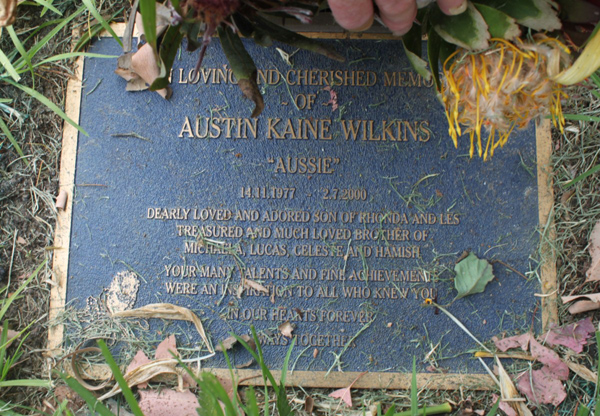 LOVING AND CHERISHED MEMO
- OF -
AUSTIN KAINE WILKINS
"AUSSIE"
14.11.1977 - 2.7.2000
DEARLY LOVED AND ADORED SON OF RHONDA AND LES
TREASURED AND MUCH LOVED BROTHER OF
MICHAELA, LUCAS, CELESTE AND HAMISH
YOUR MANY TALENTS AND FINE ACHIEVEMENTS
WERE AN INSPIRATION TO ALL WHO KNEW YOU
IN OUR HEARTS FOREVER
ALWAYS TOGETHER